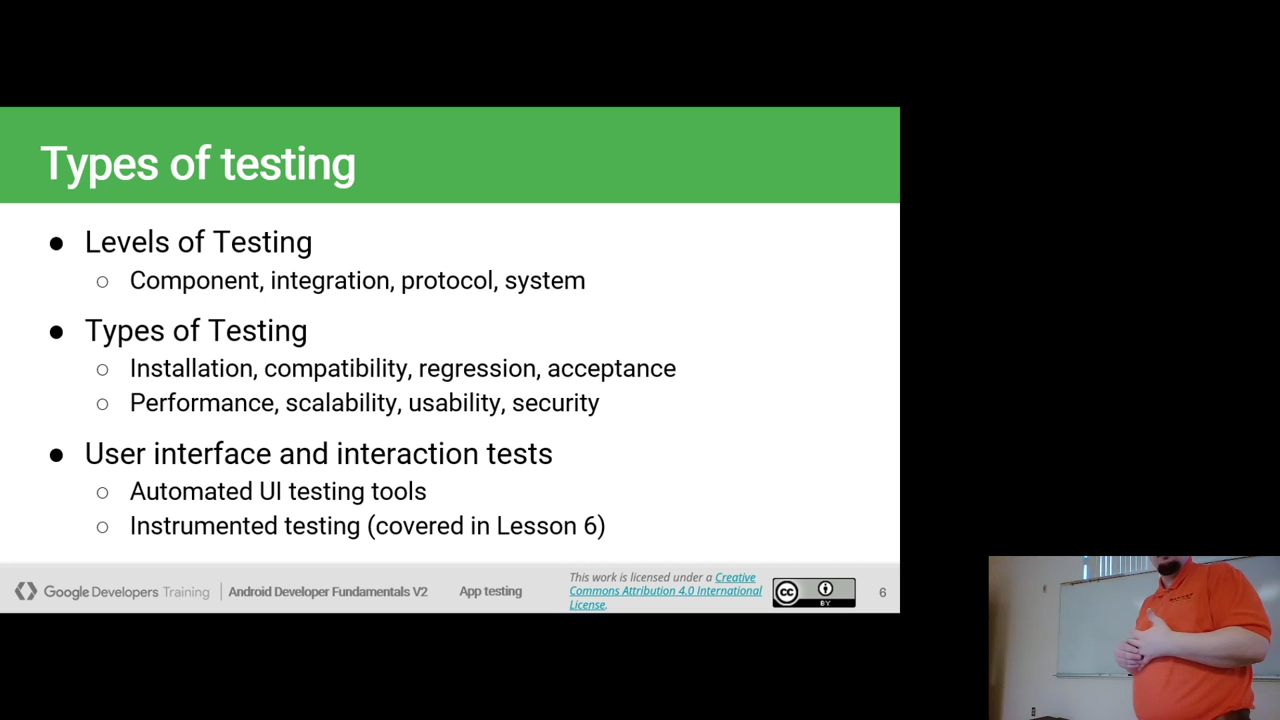 Types of testing
● Levels of Testing
○ Component, integration, protocol, system
● Types of Testing
○ Installation, compatibility, regression, acceptance
○ Performance, scalability, usability, security
● User interface and interaction tests
○ Automated UI testing tools
○ Instrumented testing (covered in Lesson 6)
Google Developers Training
Android Developer Fundamentals V2
App testing
This work is licensed under a Creative
Commons Attribution 4.0 International
License.
cc
BY
6